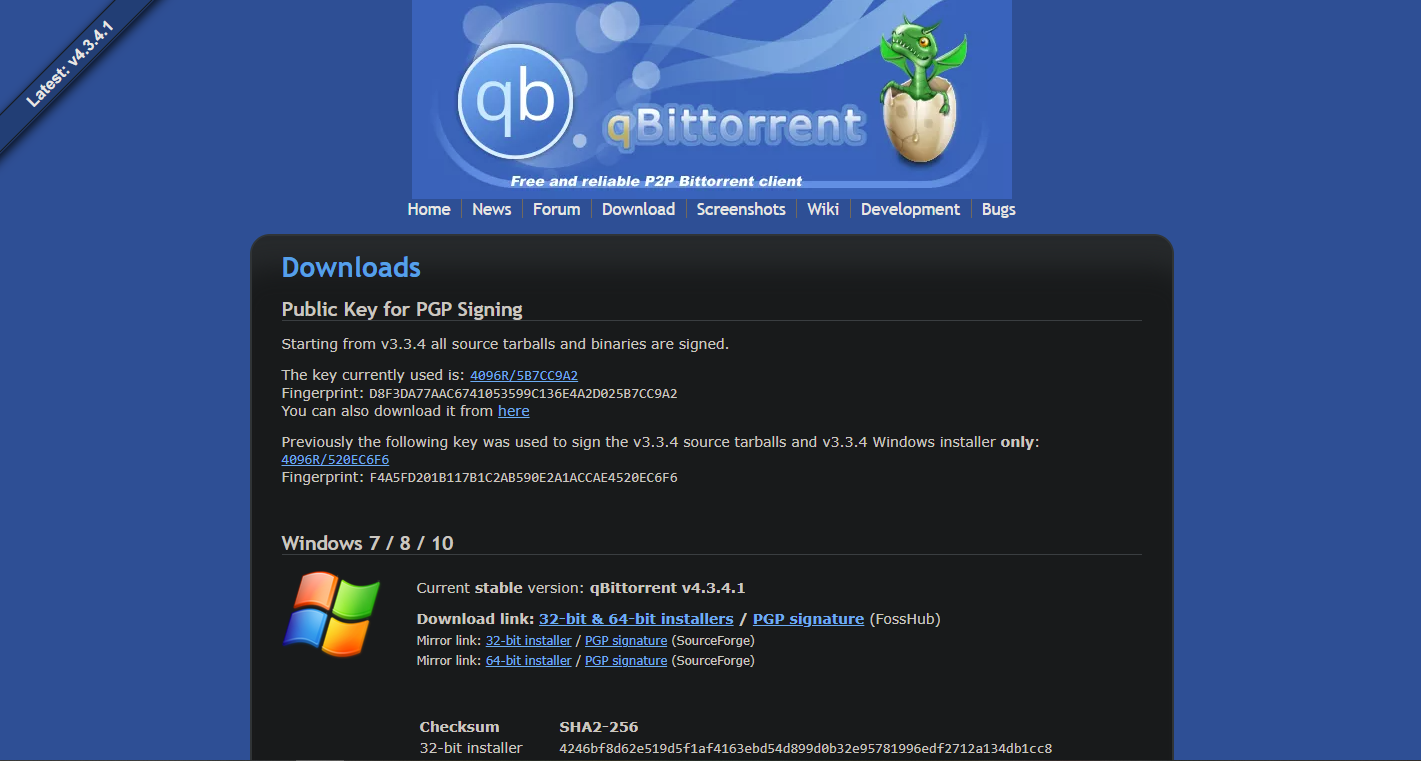 Latest: v4.3.4.1
qb
qBittorrent
Free and reliable P2P Bittorrent client
Home News Forum Download Screenshots Wiki Development Bugs
Downloads
Public Key for PGP Signing
Starting from v3.3.4 all source tarballs and binaries are signed.
The key currently used is: 4096R/5B7CC9A2
Fingerprint: D8F3DA77AAC6741053599C136E4A2D025B7CC9A2
You can also download it from here
Previously the following key was used to sign the v3.3.4 source tarballs and v3.3.4 Windows installer only:
4096R/520EC6F6
Fingerprint: F4A5FD201B117B1C2AB590E2A1ACCAE4520EC6F6
Windows 7 / 8 / 10
Current stable version: qBittorrent v4.3.4.1
Download link: 32-bit & 64-bit installers / PGP signature (FossHub)
Mirror link: 32-bit installer / PGP signature (SourceForge)
Mirror link: 64-bit installer / PGP signature (SourceForge)
Checksum SHA2-256
32-bit installer 4246bf8d62e519d5f1af4163ebd54d899d0b32e95781996edf2712a134db1cc8